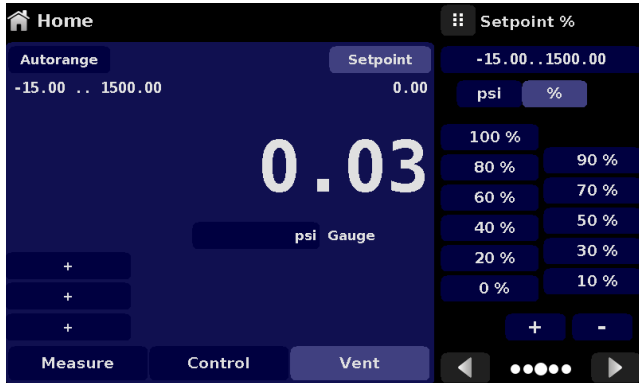 Home
Autorange
Setpoint
-15.00 .. 1500.00
0.00
0.03
psi Gauge
+
+
+
Measure
Control
Vent
Setpoint %
-15.00..1500.00
psi
%
100 %
90 %
80 %
70 %
60 %
50 %
40 %
30 %
20 %
10 %
0 %
+
-